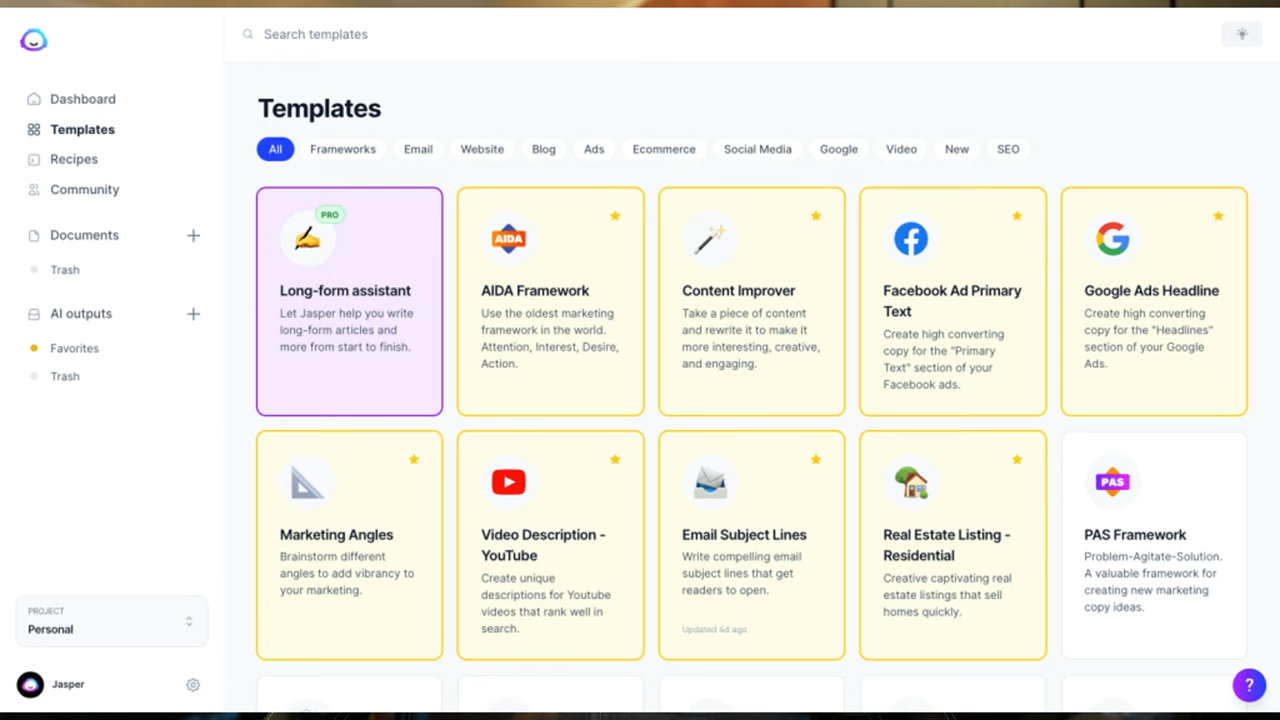 Search templates
Dashboard
Templates
Recipes
Community
Documents
Trash
AI outputs
Favorites
Trash
PROJECT
Personal
Jasper
Templates
All Frameworks Email Website Blog Ads Ecommerce Social Media Google Video New SEO
PRO
Long-form assistant
Let Jasper help you write
long-form articles and
more from start to finish.
AIDA
AIDA Framework
Use the oldest marketing
framework in the world.
Attention, Interest, Desire,
Action.
Content Improver
Take a piece of content
and rewrite it to make it
more interesting, creative,
and engaging.
Facebook Ad Primary
Text
Create high converting
copy for the "Primary
Text" section of your
Facebook ads.
Google Ads Headline
Create high converting
copy for the "Headlines"
section of your Google
Ads.
Marketing Angles
Brainstorm different
angles to add vibrancy to
your marketing.
Video Description -
YouTube
Create unique
descriptions for Youtube
videos that rank well in
search.
Email Subject Lines
Write compelling email
subject lines that get
readers to open.
Updated 4d ago
Real Estate Listing -
Residential
Creative captivating real
estate listings that sell
homes quickly.
PAS
PAS Framework
Problem-Agitate-Solution.
A valuable framework for
creating new marketing
copy ideas.
?